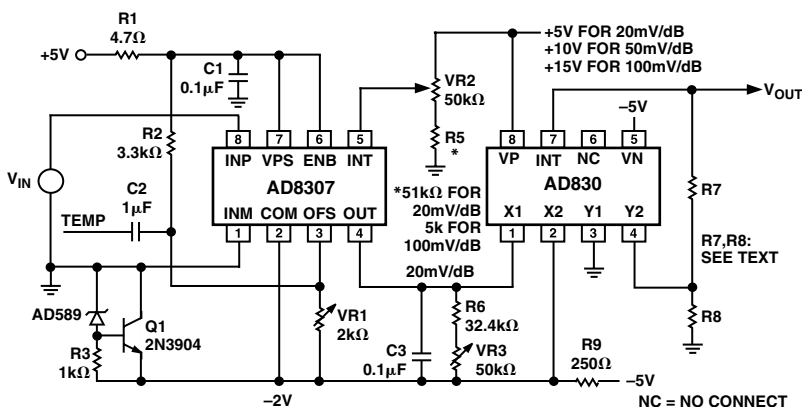 R1
4.7Ω
+5V
C1
0.1μF
R2
3.3kΩ
C2
1μF
TEMP
VIN
8 7 6 5
INP VPS ENB INT
AD8307
INM COM OFS OUT
1 2 3 4
VR2
50kΩ
R5
*
*51kΩ FOR
20mV/dB
5k FOR
100mV/dB
+5V FOR 20mV/dB
+10V FOR 50mV/dB
+15V FOR 100mV/dB
VOUT
–5V
8 7 6 5
VP INT NC VN
AD830
X1 X2 Y1 Y2
1 2 3 4
R7
R7,R8:
SEE TEXT
R8
20mV/dB
AD589
Q1
2N3904
R3
1kΩ
VR1
2kΩ
C3
0.1μF
R6
32.4kΩ
VR3
50kΩ
R9
250Ω
–5V
–2V
NC = NO CONNECT